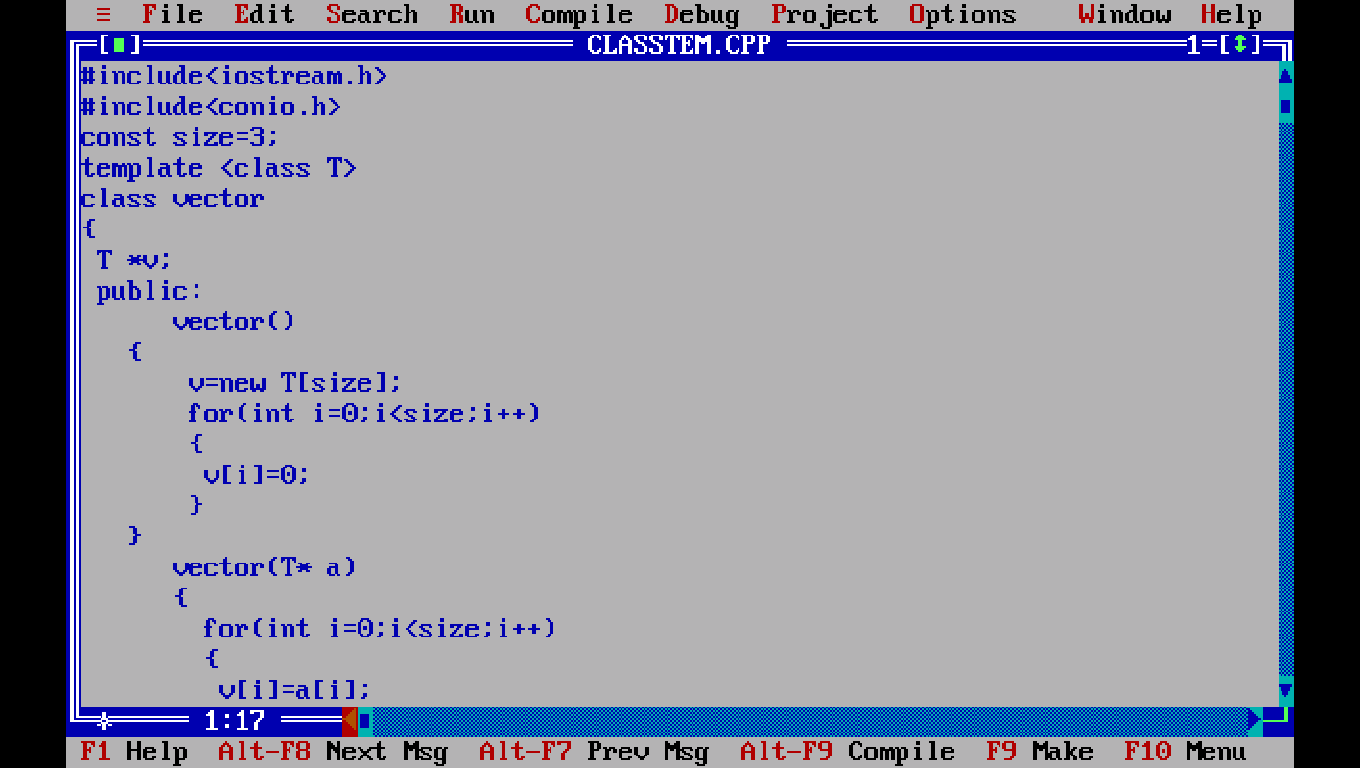 ≡ File Edit Search Run Compile Debug Project Options Window Help
[■] CLASSTEM.CPP 1=[↕]
#include<iostream.h>
#include<conio.h>
const size=3;
template <class T>
class vector
{
 T *v;
 public:
      vector()
   {
       v=new T[size];
       for(int i=0;i<size;i++)
       {
        v[i]=0;
       }
   }
      vector(T* a)
      {
        for(int i=0;i<size;i++)
        {
         v[i]=a[i];
* 1:17
F1 Help Alt-F8 Next Msg Alt-F7 Prev Msg Alt-F9 Compile F9 Make F10 Menu